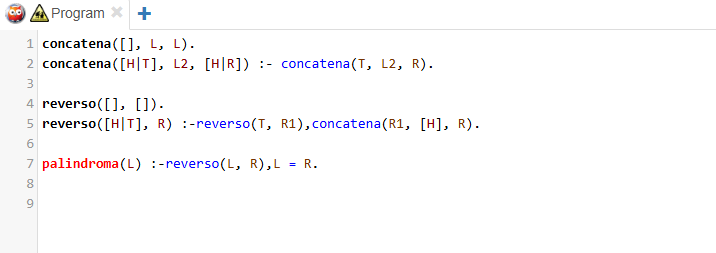 Program
1 concatena([], L, L).
2 concatena([H|T], L2, [H|R]) :- concatena(T, L2, R).
3
4 reverso([], []).
5 reverso([H|T], R) :-reverso(T, R1),concatena(R1, [H], R).
6
7 palindroma(L) :-reverso(L, R),L = R.
8
9